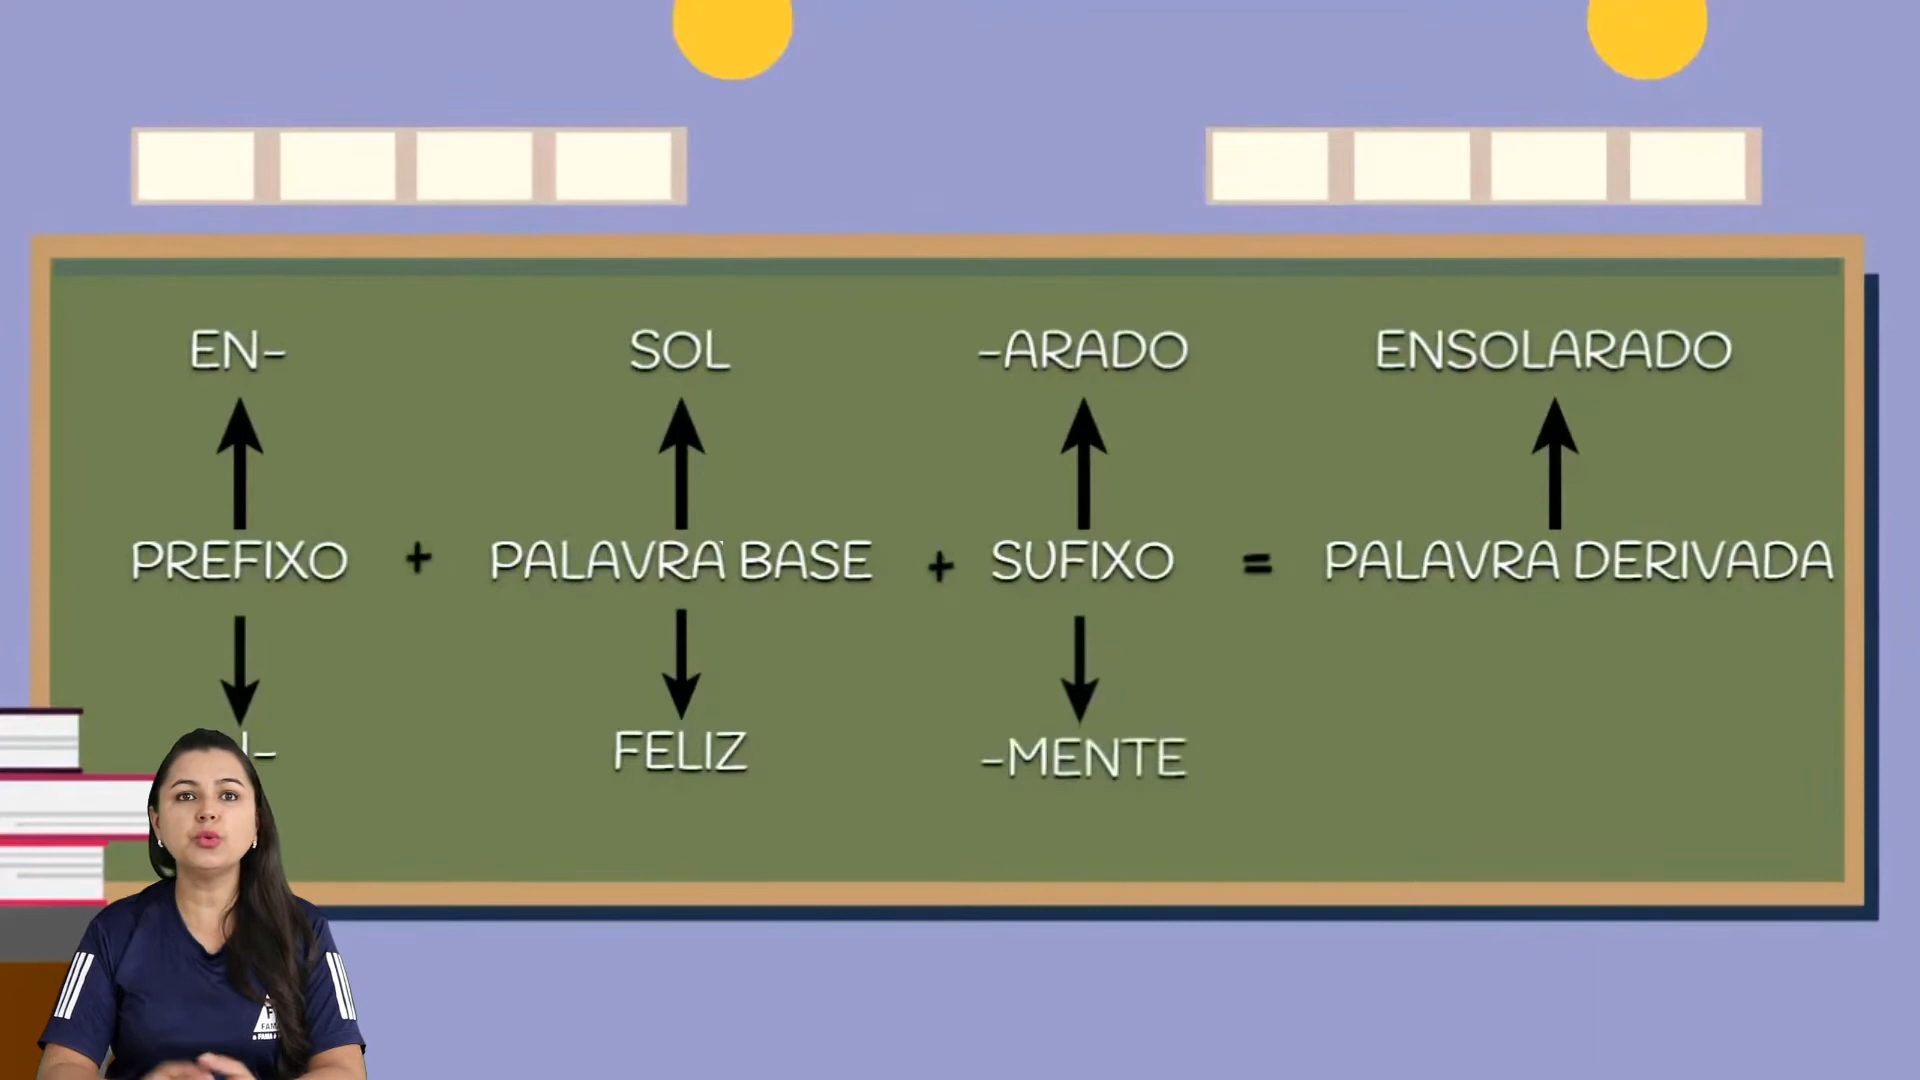 EN- SOL -ARADO ENSOLARADO
PREFIXO + PALAVRA BASE + SUFIXO = PALAVRA DERIVADA
FELIZ -MENTE